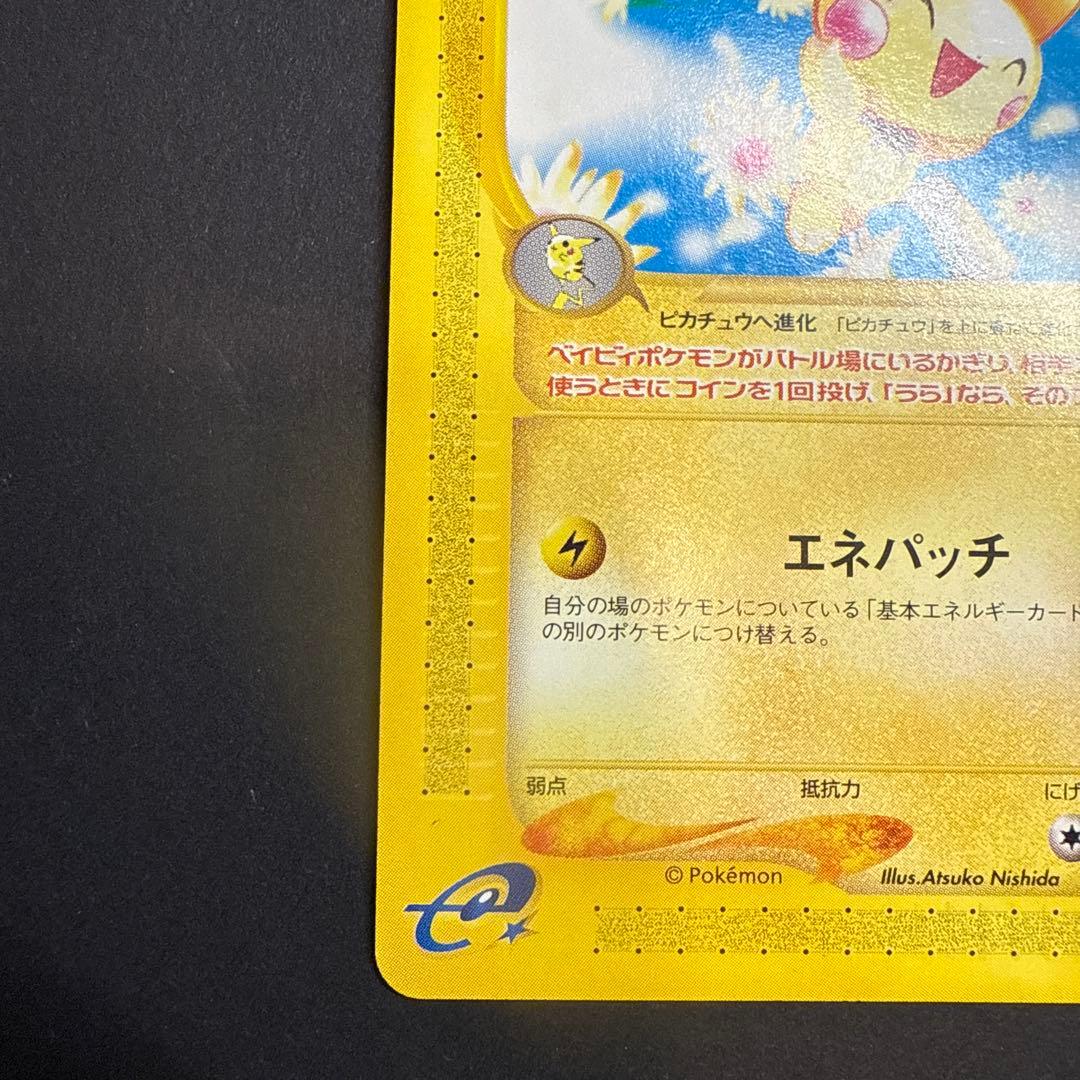 ピカチュウへ進化 「ピカチュウ」を上に
ベイビィポケモンがバトル場にいるかぎり、相手
使うときにコインを1回投げ、「うら」なら、その
エネパッチ
自分の場のポケモンについている「基本エネルギーカード
の別のポケモンにつけ替える。
弱点 抵抗力 にげ
© Pokémon Illus.Atsuko Nishida
e